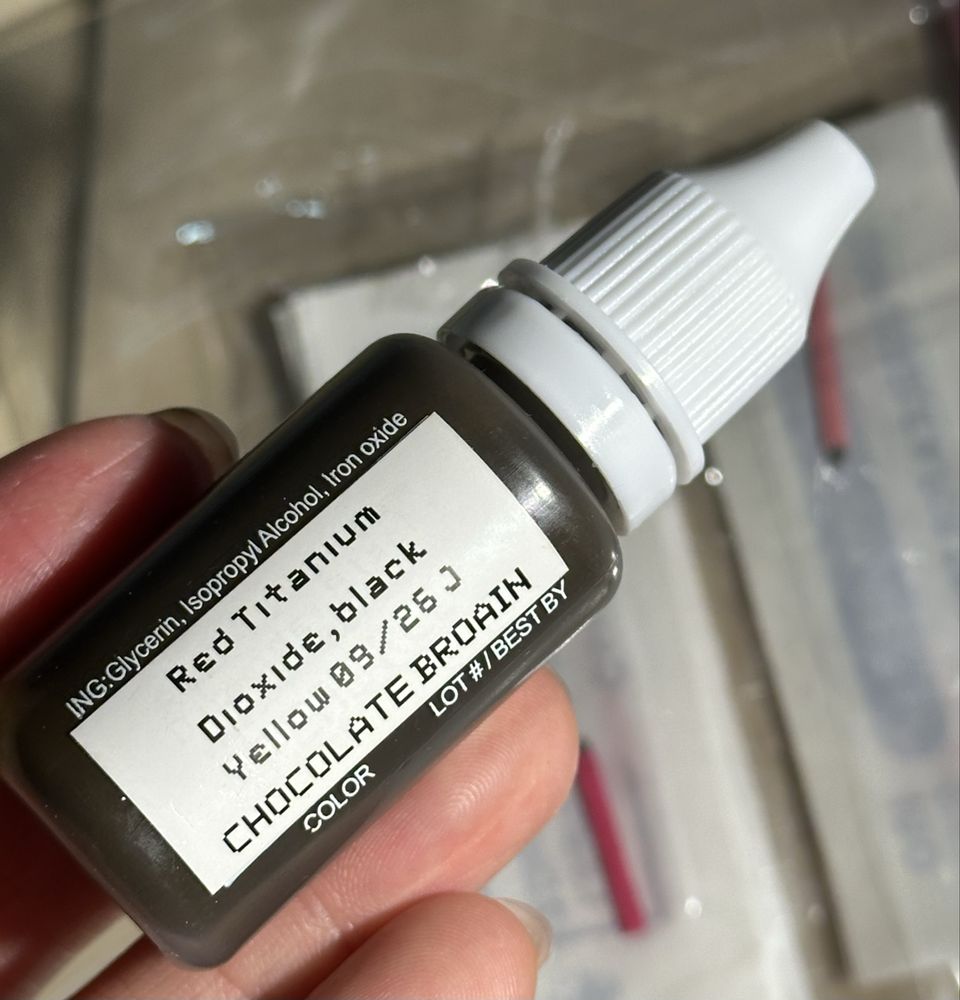 ING:Glycerin, Isopropyl Alcohol, Iron oxide
Red Titanium
Dioxide,black
Yellow 09/26 J
CHOCOLATE BROAIN
COLOR
LOT # / BEST BY